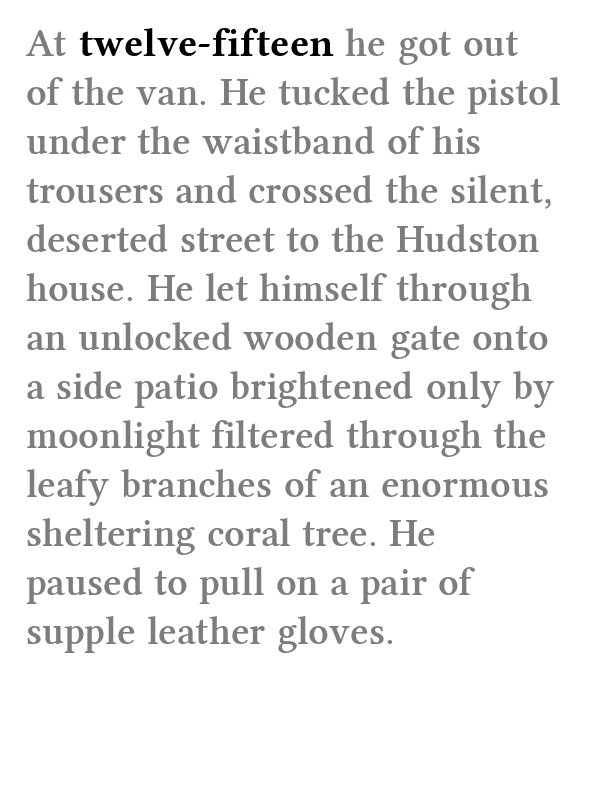 At twelve-fifteen he got out
of the van. He tucked the pistol
under the waistband of his
trousers and crossed the silent,
deserted street to the Hudston
house. He let himself through
an unlocked wooden gate onto
a side patio brightened only by
moonlight filtered through the
leafy branches of an enormous
sheltering coral tree. He
paused to pull on a pair of
supple leather gloves.